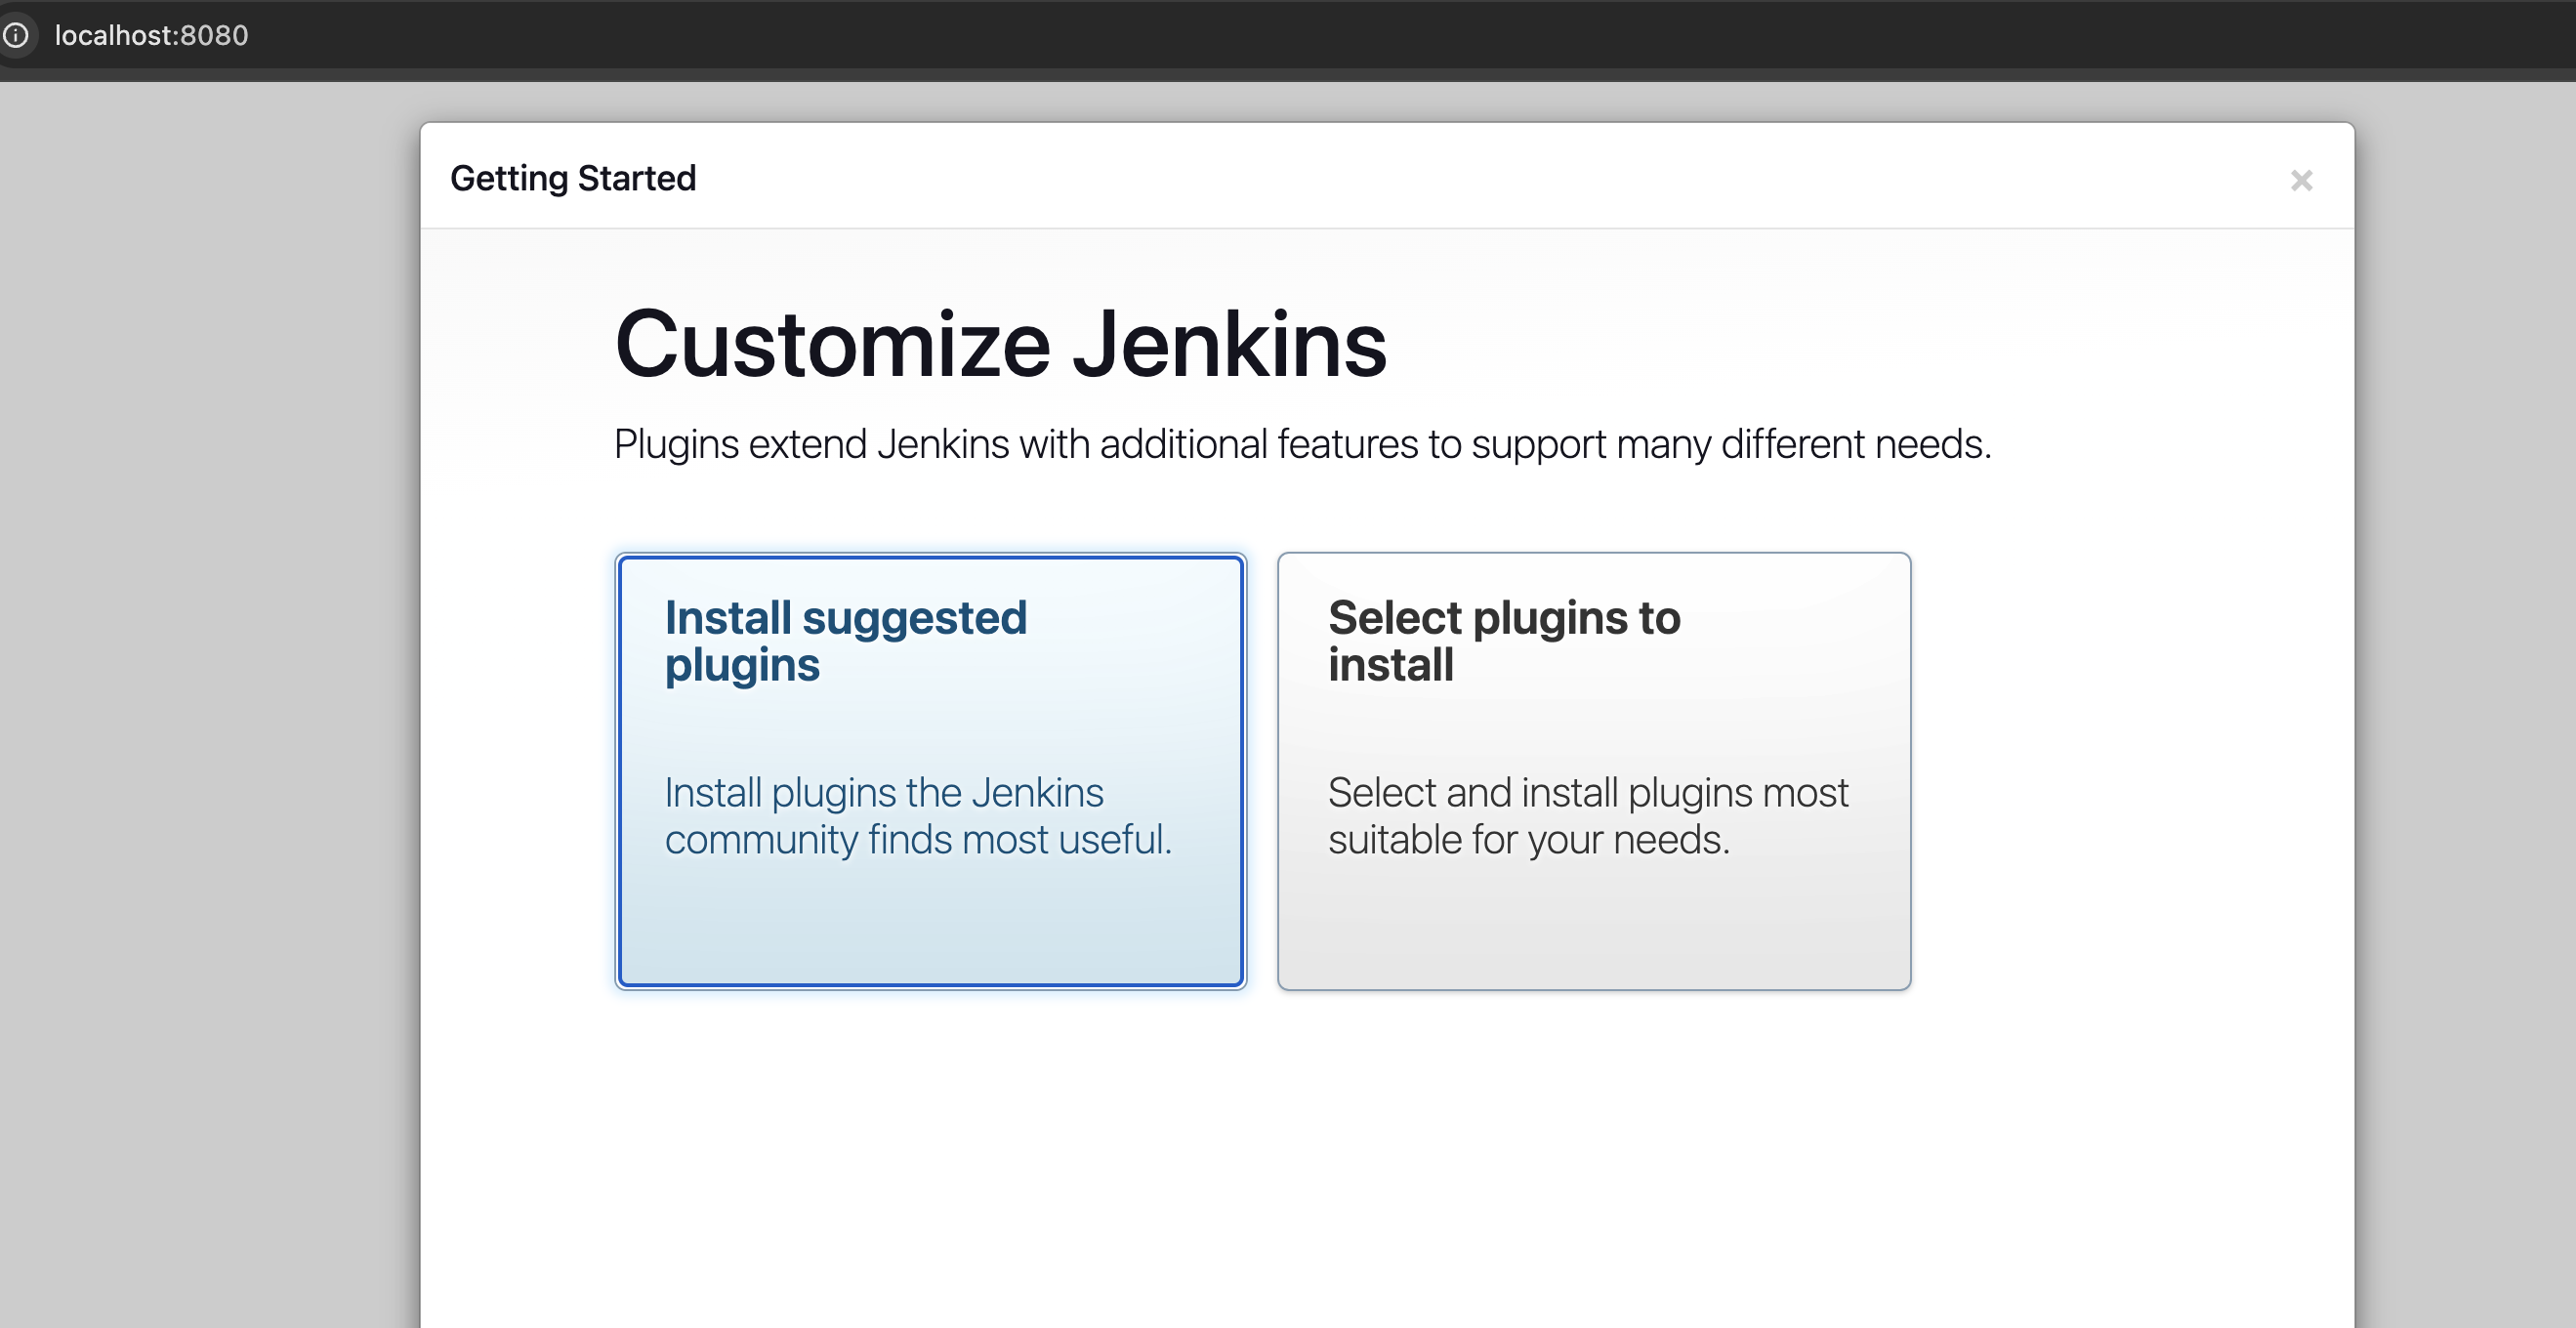 localhost:8080
Getting Started
Customize Jenkins
Plugins extend Jenkins with additional features to support many different needs.
Install suggested
plugins
Install plugins the Jenkins
community finds most useful.
Select plugins to
install
Select and install plugins most
suitable for your needs.